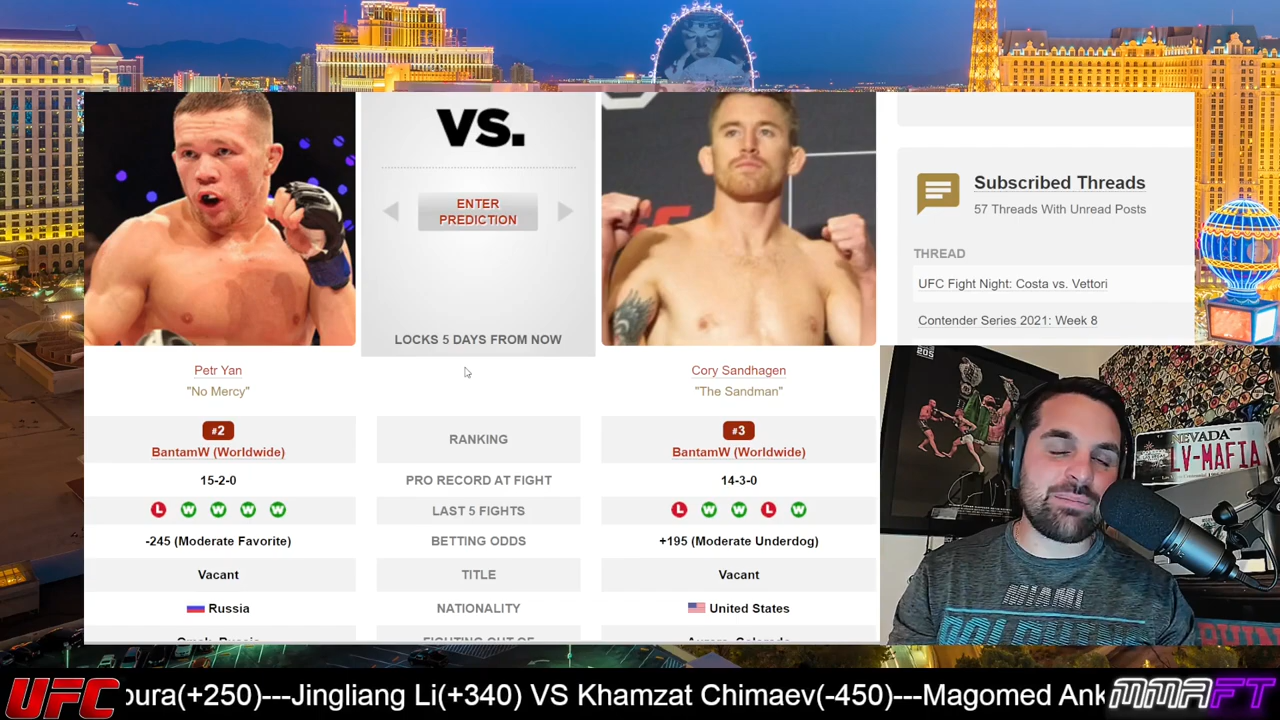 VS.
ENTER
PREDICTION
LOCKS 5 DAYS FROM NOW
Subscribed Threads
57 Threads With Unread Posts
THREAD
UFC Fight Night: Costa vs. Vettori
Contender Series 2021: Week 8
Petr Yan
Cory Sandhagen
"No Mercy"
"The Sandman"
#2
RANKING
#3
BantamW (Worldwide)
BantamW (Worldwide)
15-2-0
PRO RECORD AT FIGHT
14-3-0
L W W W W
LAST 5 FIGHTS
L W W L W
-245 (Moderate Favorite)
BETTING ODDS
+195 (Moderate Underdog)
Vacant
TITLE
Vacant
Russia
NATIONALITY
United States
NEVADA
LV-MAFIA
MIAMI
UFC
oura(+250)---Jingliang Li(+340) VS Khamzat Chimaev(-450)---Magomed Ank
MMAFT